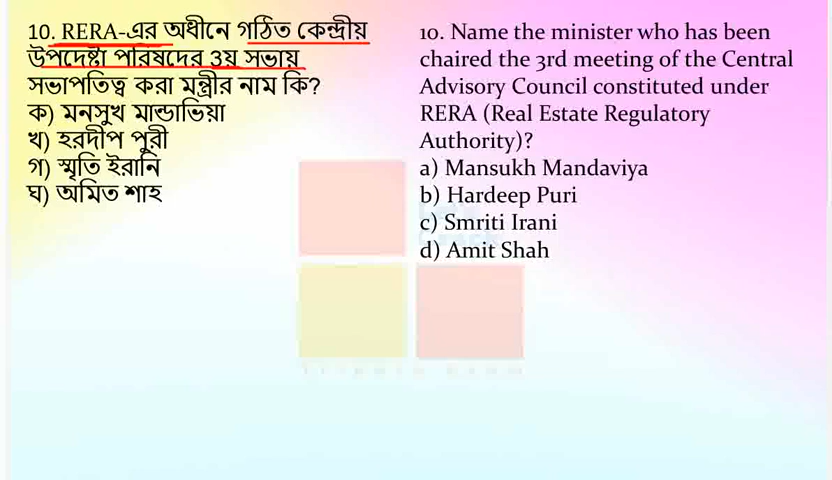 10. RERA-এর অধীনে গঠিত কেন্দ্রীয়
উপদেষ্টা পরিষদের 3য় সভায়
সভাপতিত্ব করা মন্ত্রীর নাম কি?
ক) মনসুখ মান্ডাভিয়া
খ) হরদীপ পুরী
গ) স্মৃতি ইরানি
ঘ) অমিত শাহ
10. Name the minister who has been
chaired the 3rd meeting of the Central
Advisory Council constituted under
RERA (Real Estate Regulatory
Authority)?
a) Mansukh Mandaviya
b) Hardeep Puri
c) Smriti Irani
d) Amit Shah